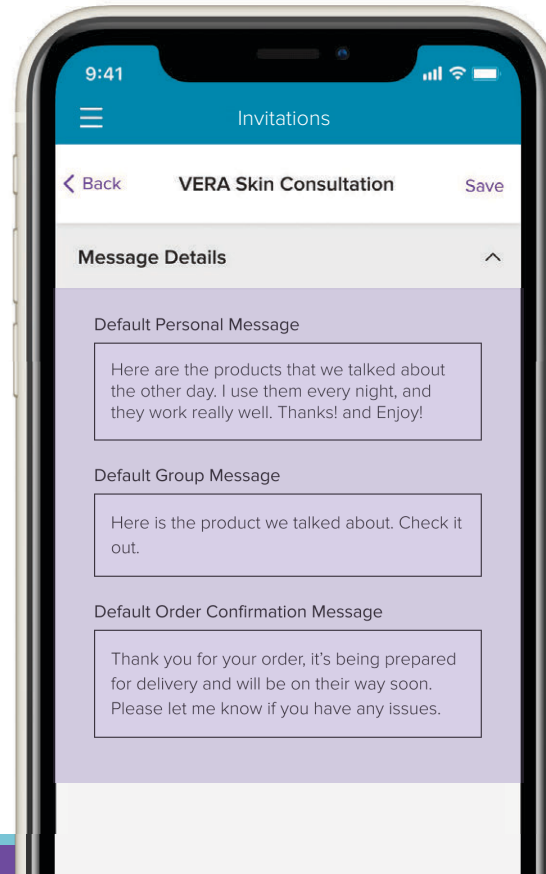 9:41
Invitations
Back
VERA Skin Consultation
Save
Message Details
Default Personal Message
Here are the products that we talked about
the other day. I use them every night, and
they work really well. Thanks! and Enjoy!
Default Group Message
Here is the product we talked about. Check it
out.
Default Order Confirmation Message
Thank you for your order, it’s being prepared
for delivery and will be on their way soon.
Please let me know if you have any issues.